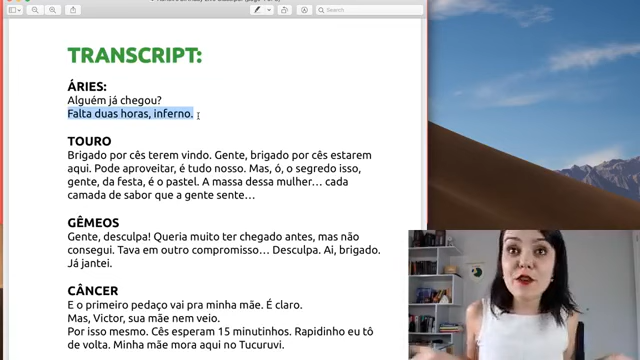 Search
TRANSCRIPT:
ÁRIES:
Alguém já chegou?
Falta duas horas, inferno.
TOURO
Brigado por cês terem vindo. Gente, brigado por cês estarem
aqui. Pode aproveitar, é tudo nosso. Mas, ó, o segredo isso,
gente, da festa, é o pastel. A massa dessa mulher… cada
camada de sabor que a gente sente…
GÊMEOS
Gente, desculpa! Queria muito ter chegado antes, mas não
consegui. Tava em outro compromisso… Desculpa. Ai, brigado.
Já jantei.
CÂNCER
E o primeiro pedaço vai pra minha mãe. É claro.
Mas, Victor, sua mãe nem veio.
Por isso mesmo. Cês esperam 15 minutinhos. Rapidinho eu tô
de volta. Minha mãe mora aqui no Tucuruvi.